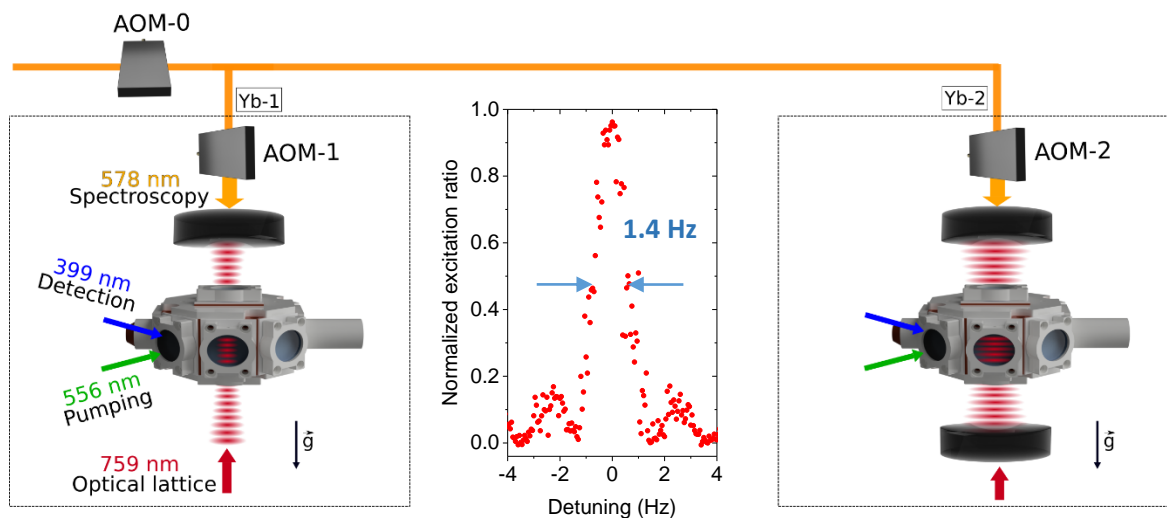 AOM-0
Yb-1
AOM-1
578 nm
Spectroscopy
399 nm
Detection
556 nm
Pumping
759 nm
Optical lattice
g⃗
Normalized excitation ratio
1.0
0.8
0.6
0.4
0.2
0.0
1.4 Hz
-4
-2
0
2
4
Detuning (Hz)
Yb-2
AOM-2
g⃗